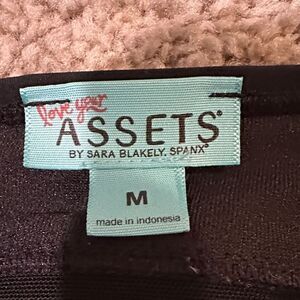 love your
ASSETS®
BY SARA BLAKELY. SPANX®
M
made in indonesia